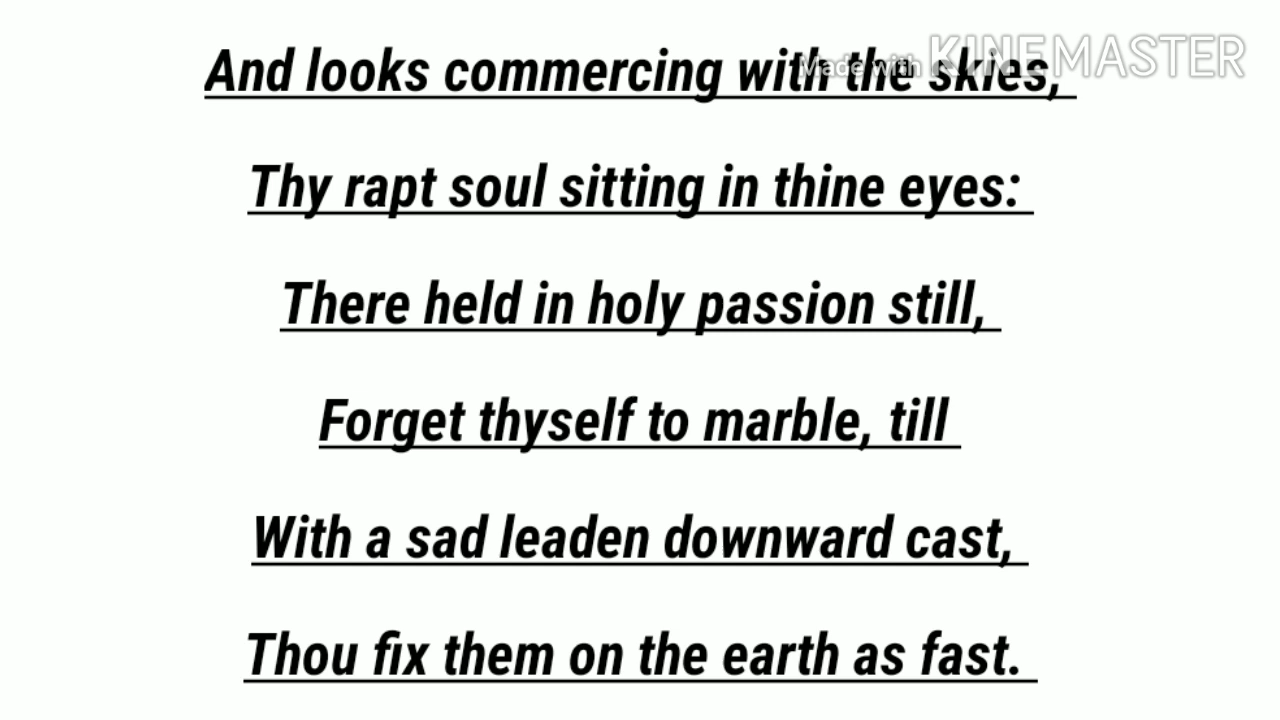 Made with KINEMASTER
And looks commercing with the skies,
Thy rapt soul sitting in thine eyes:
There held in holy passion still,
Forget thyself to marble, till
With a sad leaden downward cast,
Thou fix them on the earth as fast.